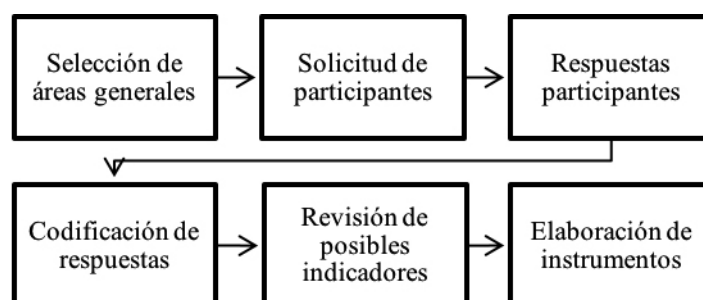 Selección de
áreas generales
Solicitud de
participantes
Respuestas
participantes
Codificación de
respuestas
Revisión de
posibles
indicadores
Elaboración de
instrumentos